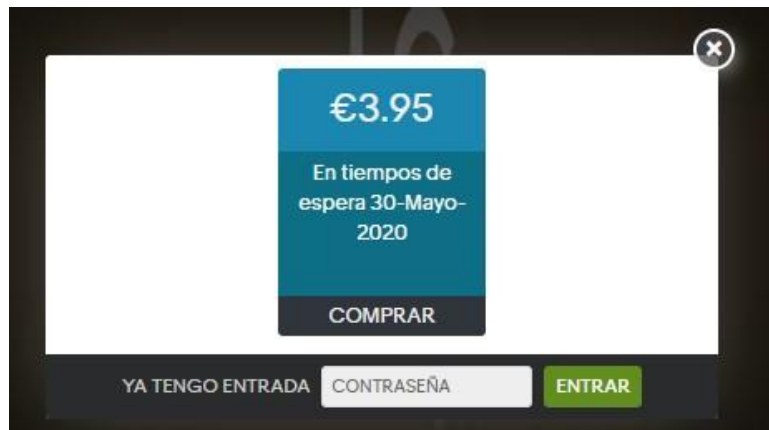 €3.95
En tiempos de
espera 30-Mayo-
2020
COMPRAR
YA TENGO ENTRADA CONTRASEÑA ENTRAR